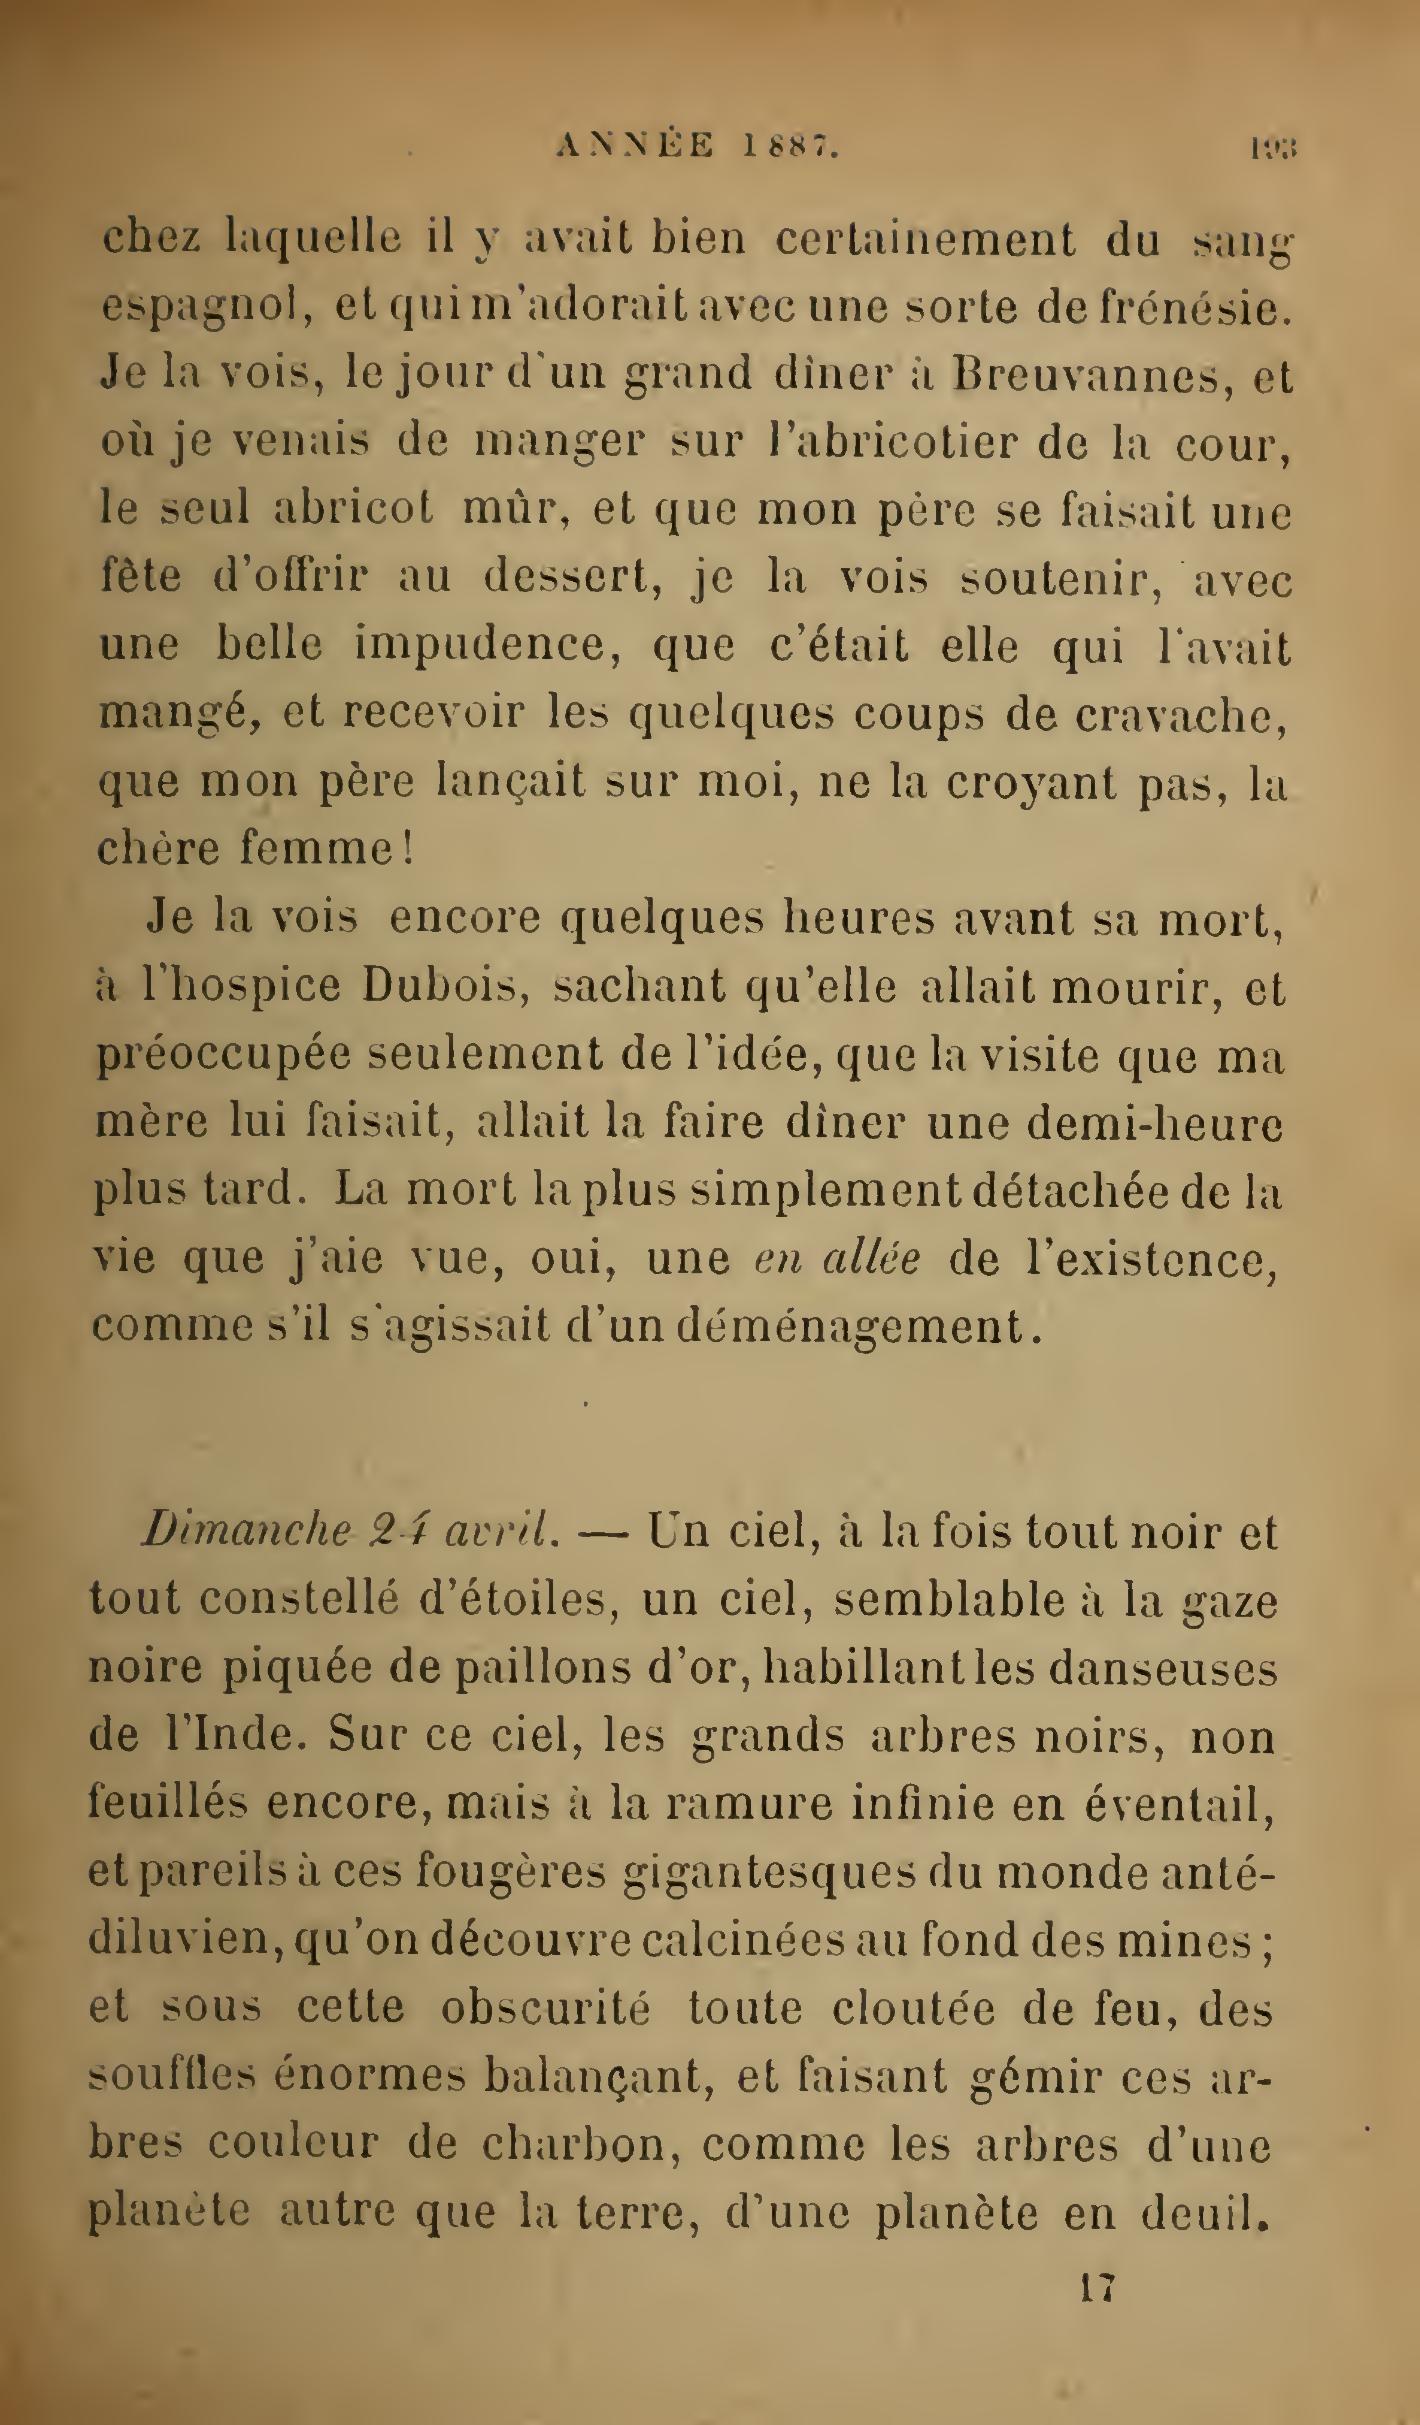 ANNÉE 1887. 193
chez laquelle il y avait bien certainement du sang
espagnol, et qui m'adorait avec une sorte de frénésie.
Je la vois, le jour d'un grand dîner à Breuvannes, et
où je venais de manger sur l'abricotier de la cour,
le seul abricot mûr, et que mon père se faisait une
fête d'offrir au dessert, je la vois soutenir, avec
une belle impudence, que c'était elle qui l'avait
mangé, et recevoir les quelques coups de cravache,
que mon père lançait sur moi, ne la croyant pas, la
chère femme!
Je la vois encore quelques heures avant sa mort,
à l'hospice Dubois, sachant qu'elle allait mourir, et
préoccupée seulement de l'idée, que la visite que ma
mère lui faisait, allait la faire dîner une demi-heure
plus tard. La mort la plus simplement détachée de la
vie que j'aie vue, oui, une en allée de l'existence,
comme s'il s'agissait d'un déménagement.
Dimanche 24 avril. — Un ciel, à la fois tout noir et
tout constellé d'étoiles, un ciel, semblable à la gaze
noire piquée de paillons d'or, habillant les danseuses
de l'Inde. Sur ce ciel, les grands arbres noirs, non
feuillés encore, mais à la ramure infinie en éventail,
et pareils à ces fougères gigantesques du monde anté-
diluvien, qu'on découvre calcinées au fond des mines ;
et sous cette obscurité toute cloutée de feu, des
souffles énormes balançant, et faisant gémir ces ar-
bres couleur de charbon, comme les arbres d'une
planète autre que la terre, d'une planète en deuil.
17